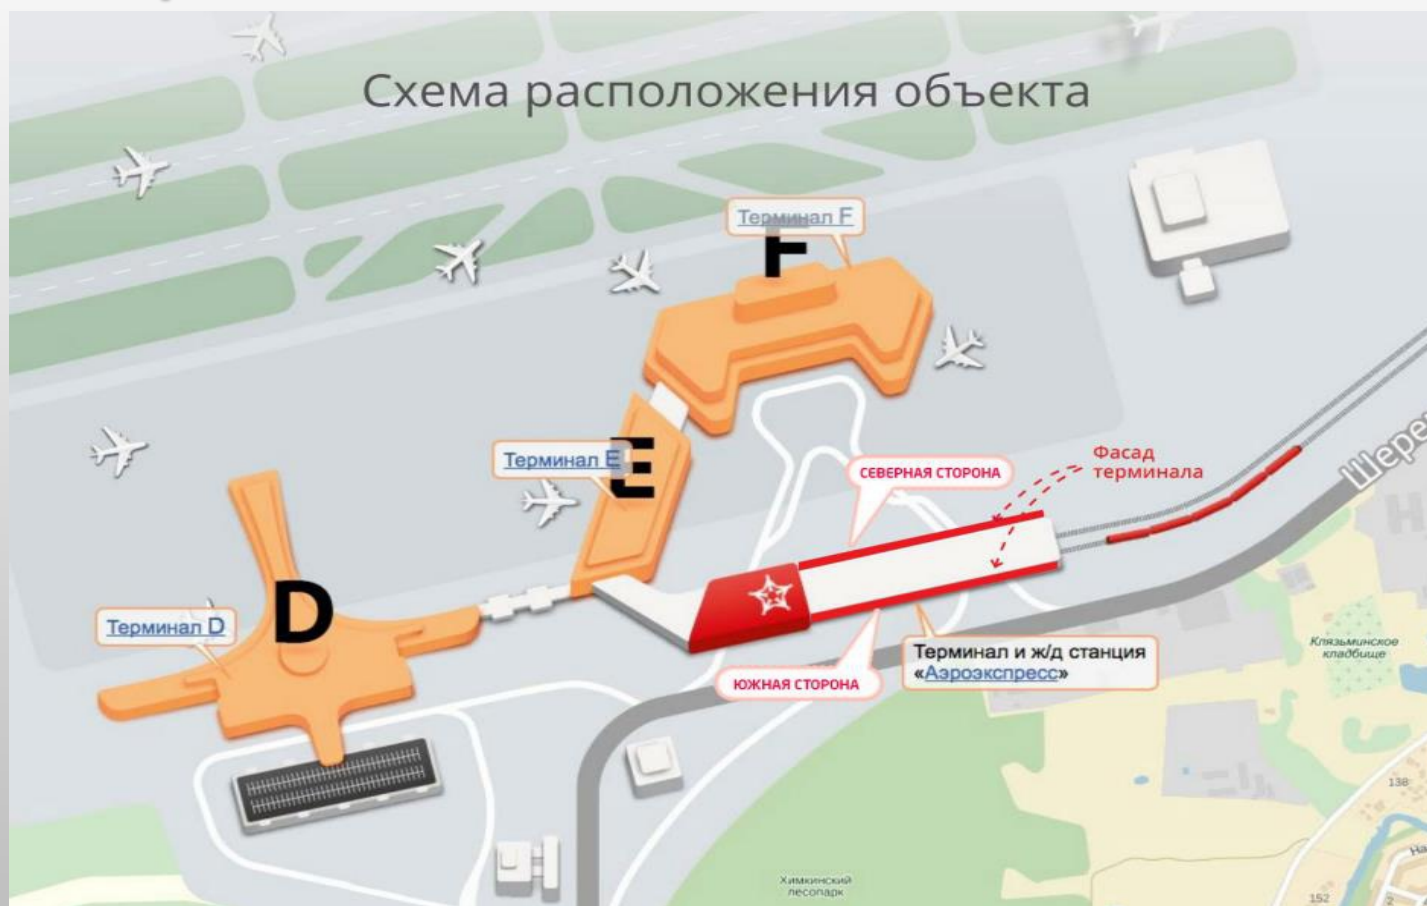 Схема расположения объекта
Терминал F
F
Терминал E
E
СЕВЕРНАЯ СТОРОНА
Фасад
терминала
D
Терминал D
Терминал и ж/д станция
«Аэроэкспресс»
ЮЖНАЯ СТОРОНА
Клязьминское
кладбище
138
Химкинский
лесопарк
152
2